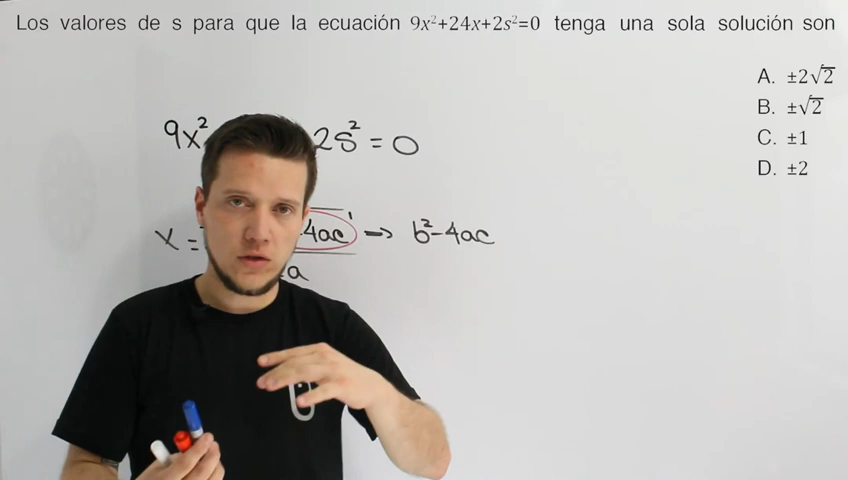 Los valores de s para que la ecuación 9x²+24x+2s²=0 tenga una sola solución son
A. ±2√2
B. ±√2
C. ±1
D. ±2
9x² 2s² = 0
x = 4ac → b²-4ac
a